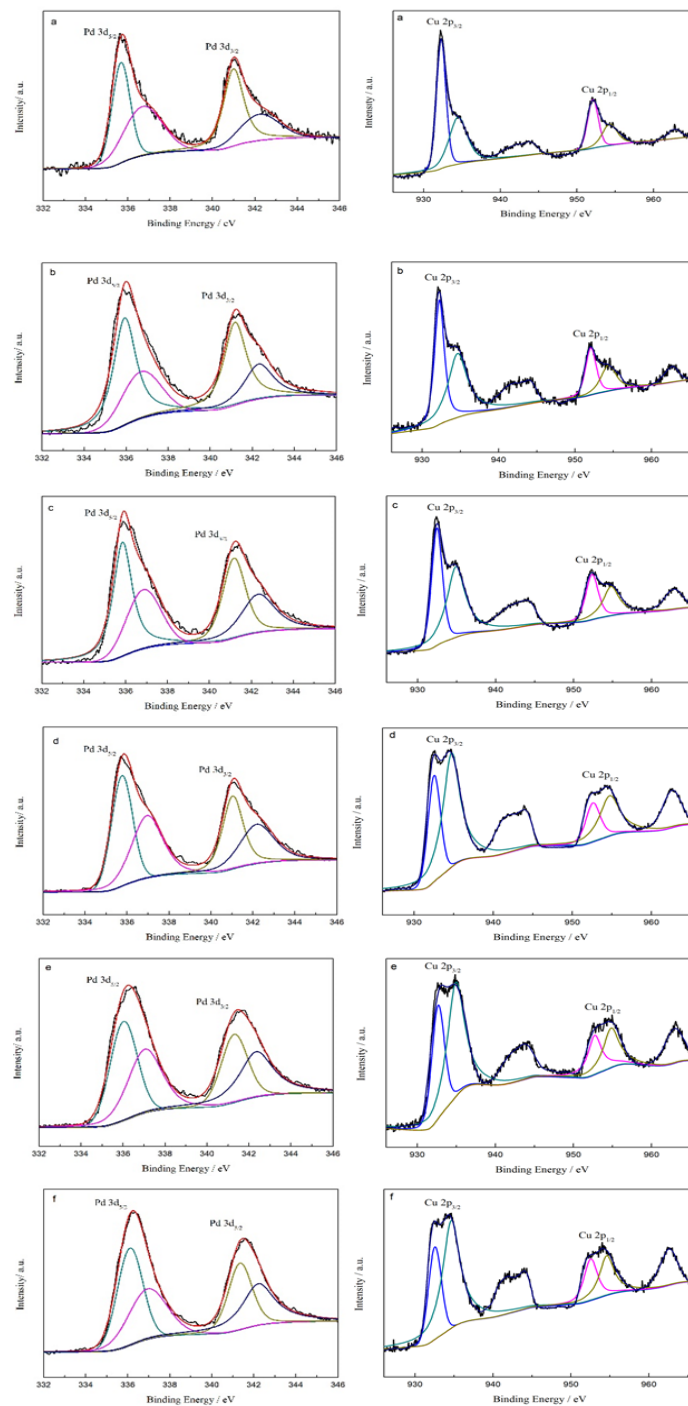 a
Pd 3d5/2
Pd 3d3/2
Intensity/ a.u.
332 334 336 338 340 342 344 346
Binding Energy / eV
a
Cu 2p3/2
Cu 2p1/2
Intensity / a.u.
930 940 950 960
Binding Energy / eV
b
Pd 3d5/2
Pd 3d3/2
Intensity/ a.u.
332 334 336 338 340 342 344 346
Binding Energy / eV
b
Cu 2p3/2
Cu 2p1/2
Intensity / a.u.
930 940 950 960
Binding Energy / eV
c
Pd 3d5/2
Intensity / a.u.
332 334 336 338 340 342 344 346
Binding Energy / eV
c
Cu 2p3/2
Cu 2p1/2
Intensity / a.u.
930 940 950 960
Binding Energy / eV
d
Pd 3d5/2
Pd 3d3/2
Intensity/ a.u.
332 334 336 338 340 342 344 346
Binding Energy / eV
d
Cu 2p3/2
Cu 2p1/2
Intensity / a.u.
930 940 950 960
Binding Energy / eV
e
Pd 3d5/2
Pd 3d3/2
Intensity/ a.u.
332 334 336 338 340 342 344 346
Binding Energy / eV
e
Cu 2p3/2
Cu 2p1/2
Intensity / a.u.
930 940 950 960
Binding Energy / eV
f
Pd 3d5/2
Pd 3d3/2
Intensity/ a.u.
332 334 336 338 340 342 344 346
Binding Energy / eV
f
Cu 2p3/2
Cu 2p1/2
Intensity / a.u.
930 940 950 960
Binding Energy / eV